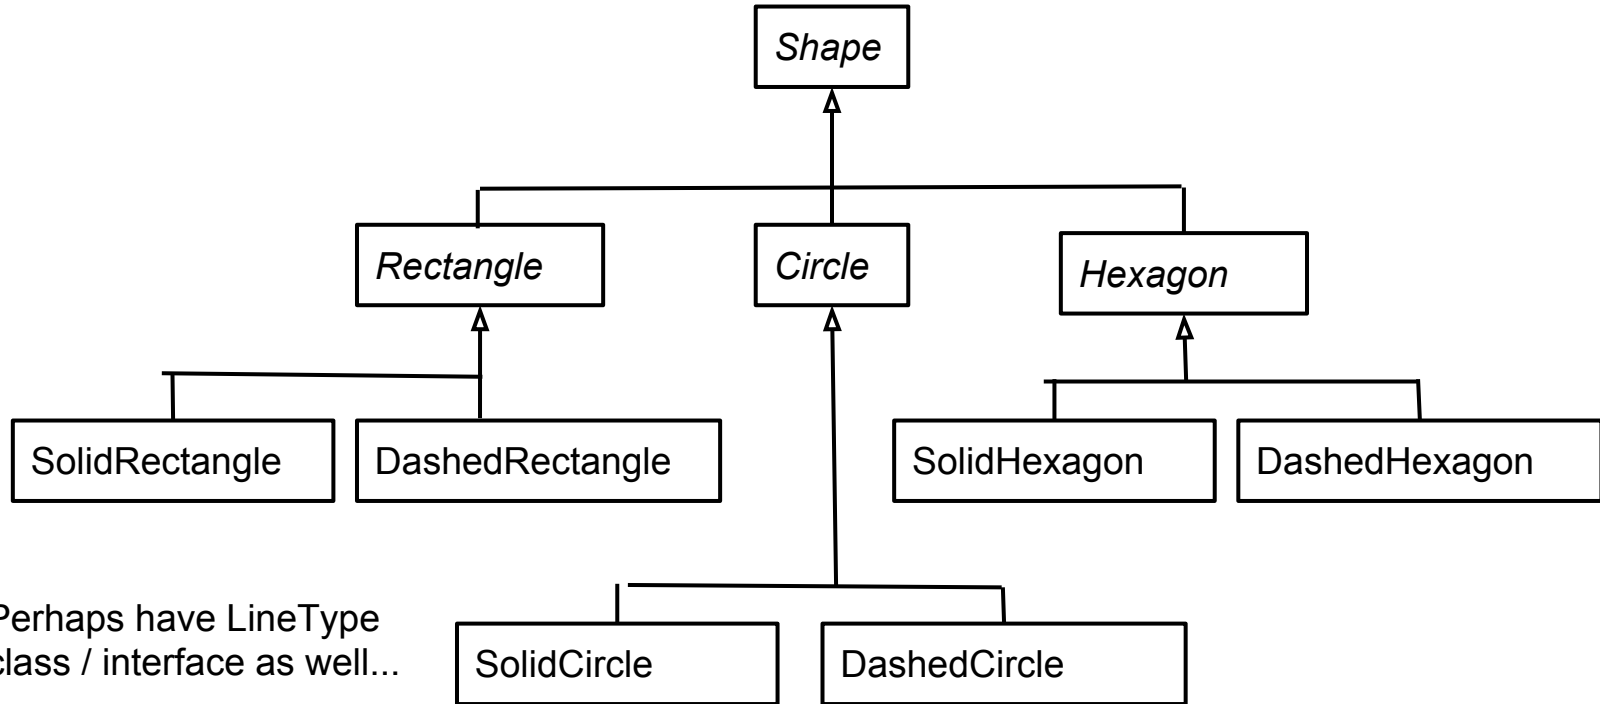 Shape
Rectangle
Circle
Hexagon
SolidRectangle
DashedRectangle
SolidHexagon
DashedHexagon
Perhaps have LineType
class / interface as well...
SolidCircle
DashedCircle